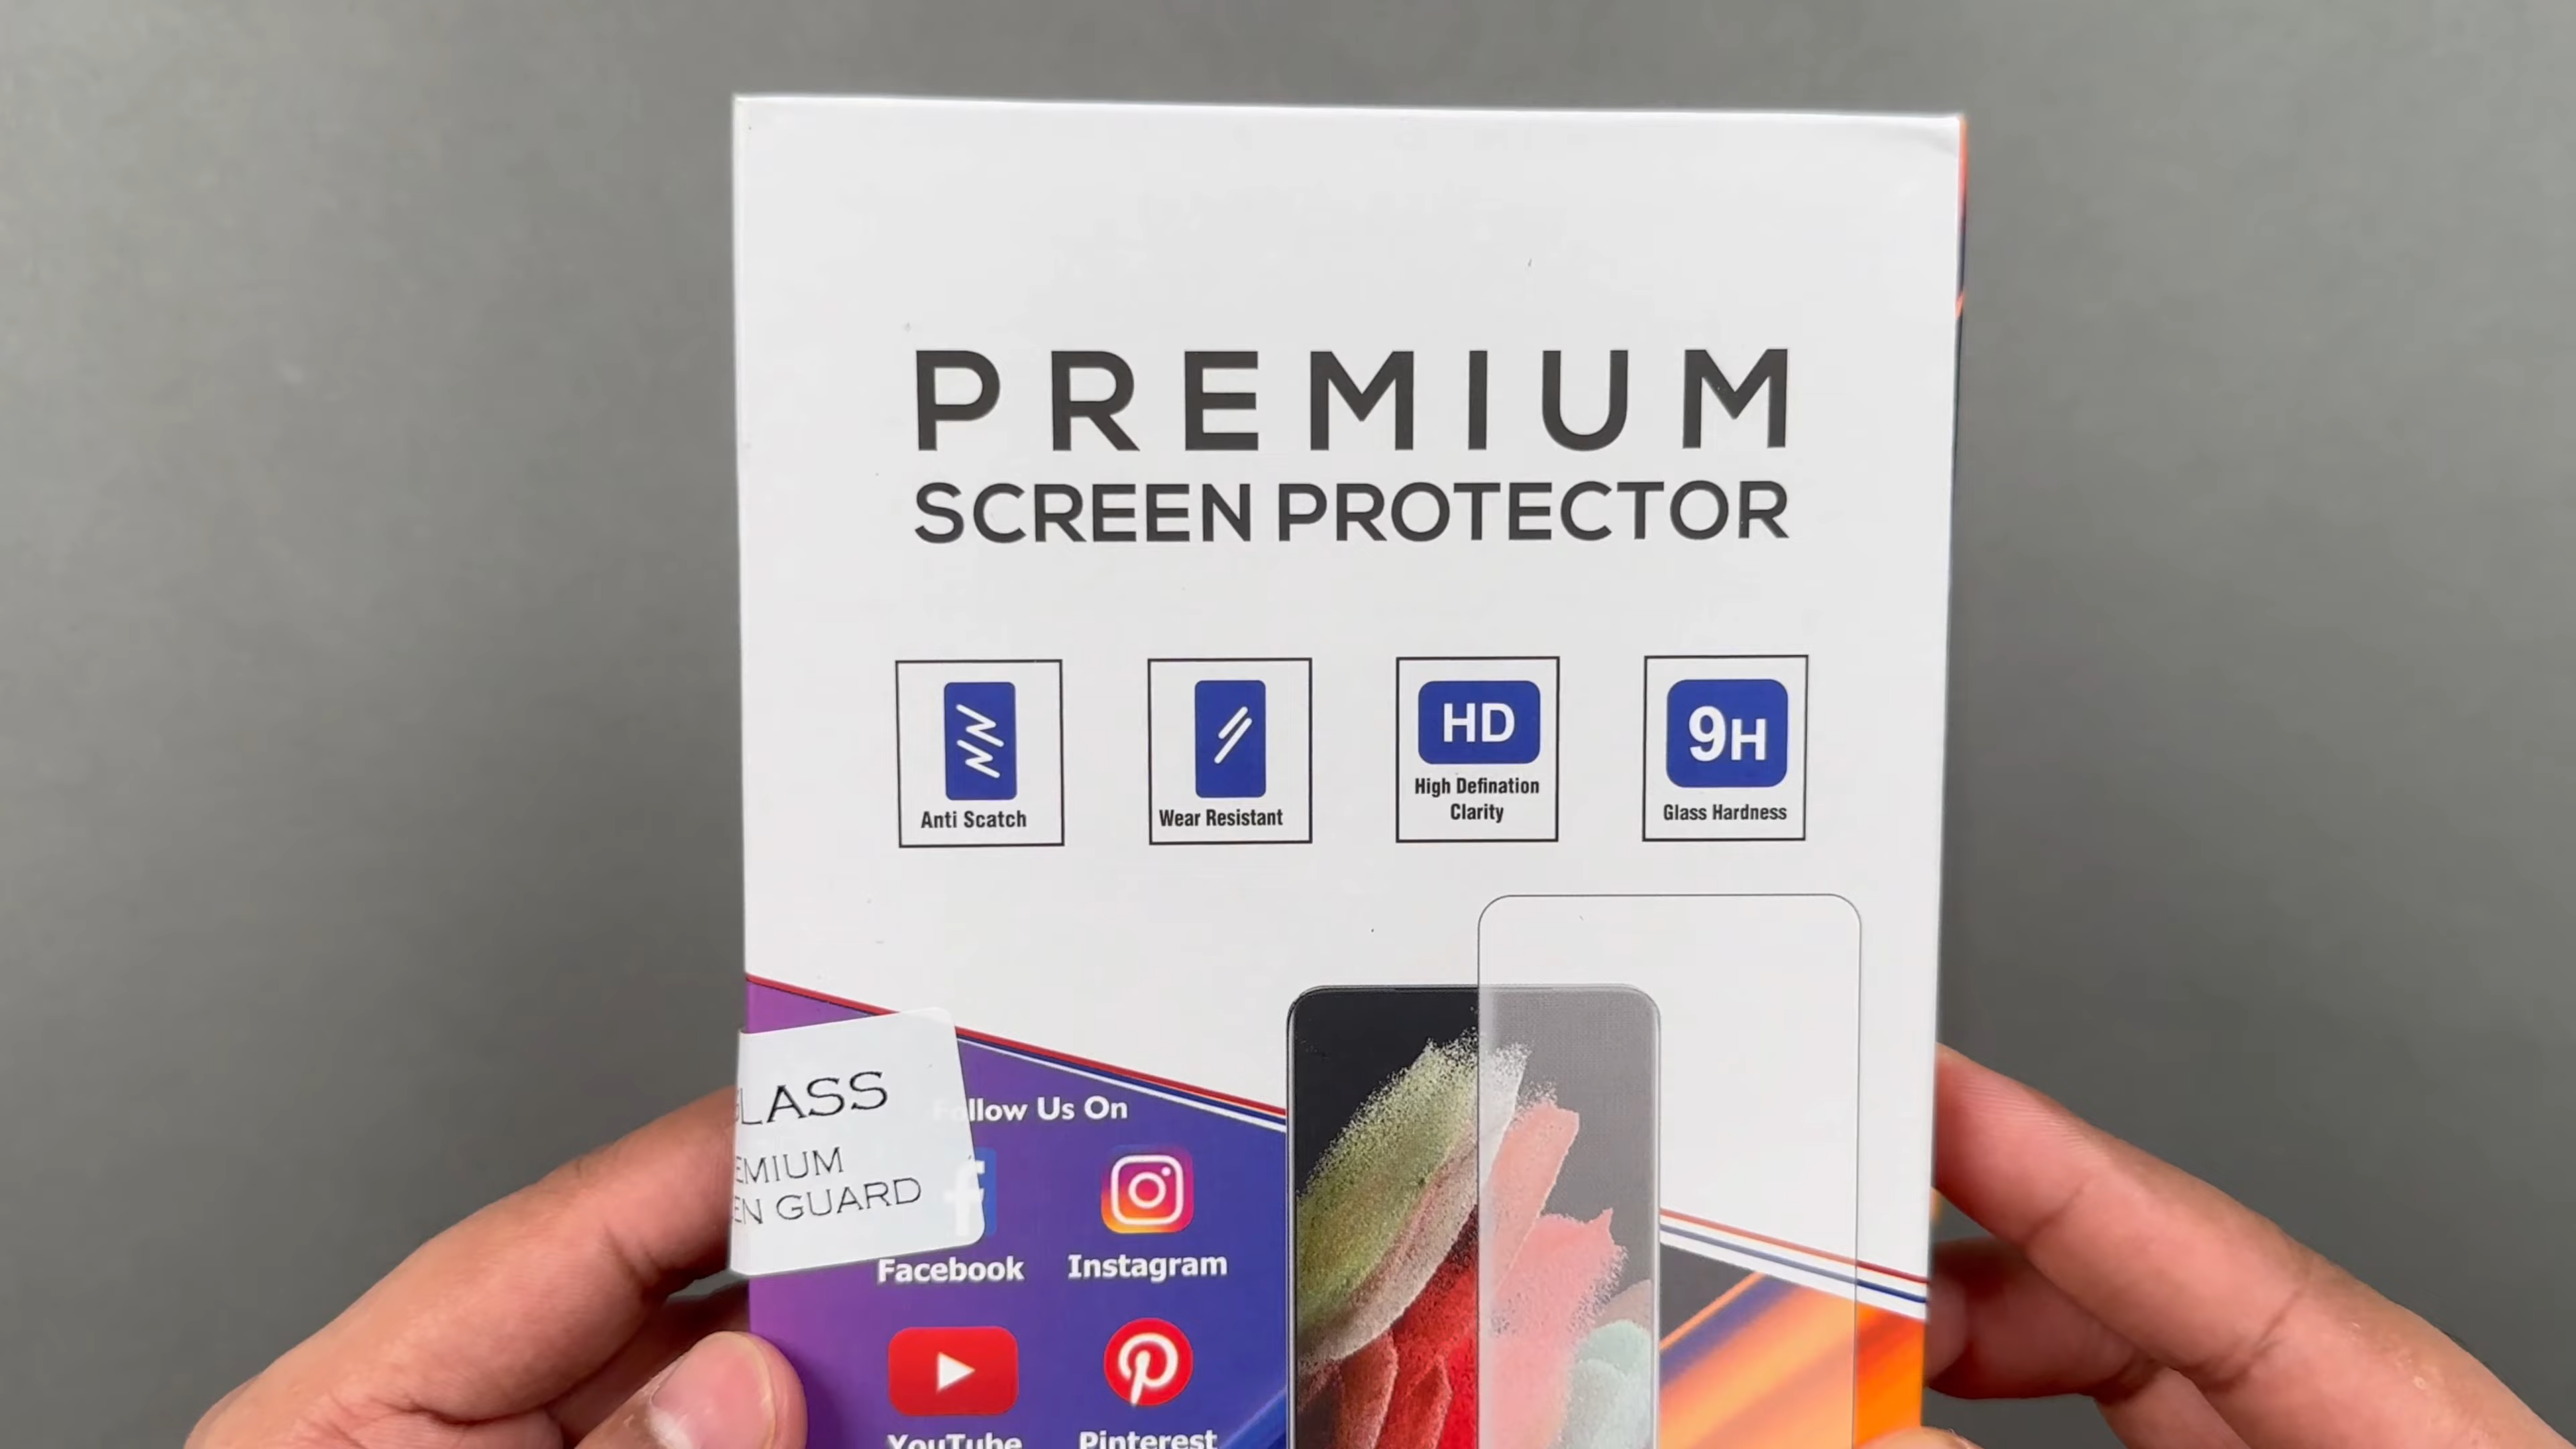 PREMIUM
SCREEN PROTECTOR
Anti Scatch
Wear Resistant
HD
High Defination
Clarity
9H
Glass Hardness
LASS
EMIUM
EN GUARD
llow Us On
Facebook
Instagram
YouTube
Pinterest